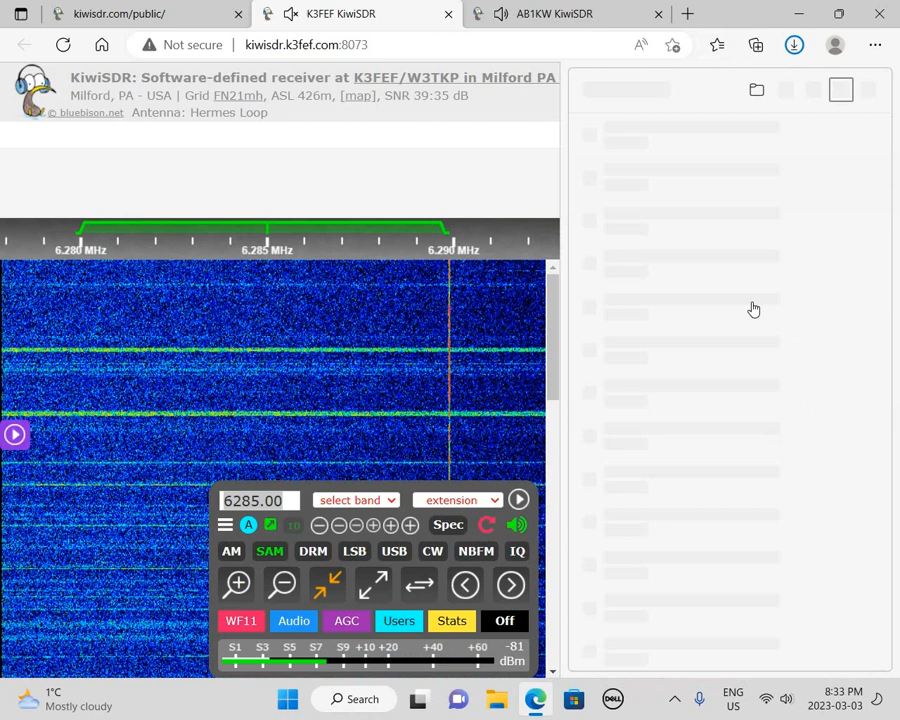 kiwisdr.com/public/
K3FEF KiwiSDR
AB1KW KiwiSDR
Not secure
kiwisdr.k3fef.com:8073
KiwiSDR: Software-defined receiver at K3FEF/W3TKP in Milford PA
Milford, PA - USA | Grid FN21mh, ASL 426m, [map], SNR 39:35 dB
© bluebison.net Antenna: Hermes Loop
6.280 MHz 6.285 MHz 6.290 MHz
6285.00 select band extension
A 10 Spec
AM SAM DRM LSB USB CW NBFM IQ
WF11 Audio AGC Users Stats Off
S1 S3 S5 S7 S9 +10 +20 +40 +60 -81
dBm
1°C
Mostly cloudy
Search
DELL
ENG
US
8:33 PM
2023-03-03